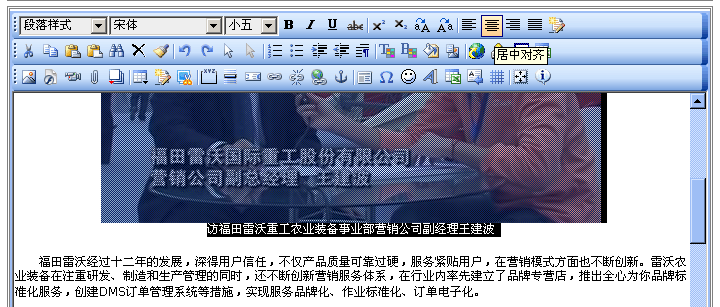 段落样式 宋体 小五 B I U abc x² x₂ aA Aa
居中对齐
福田雷沃国际重工股份有限公司
营销公司副总经理 王建波
访福田雷沃重工农业装备事业部营销公司副经理王建波
福田雷沃经过十二年的发展，深得用户信任，不仅产品质量可靠过硬，服务紧贴用户，在营销模式方面也不断创新。雷沃农
业装备在注重研发、制造和生产管理的同时，还不断创新营销服务体系，在行业内率先建立了品牌专营店，推出全心为你品牌标
准化服务，创建DMS订单管理系统等措施，实现服务品牌化、作业标准化、订单电子化。